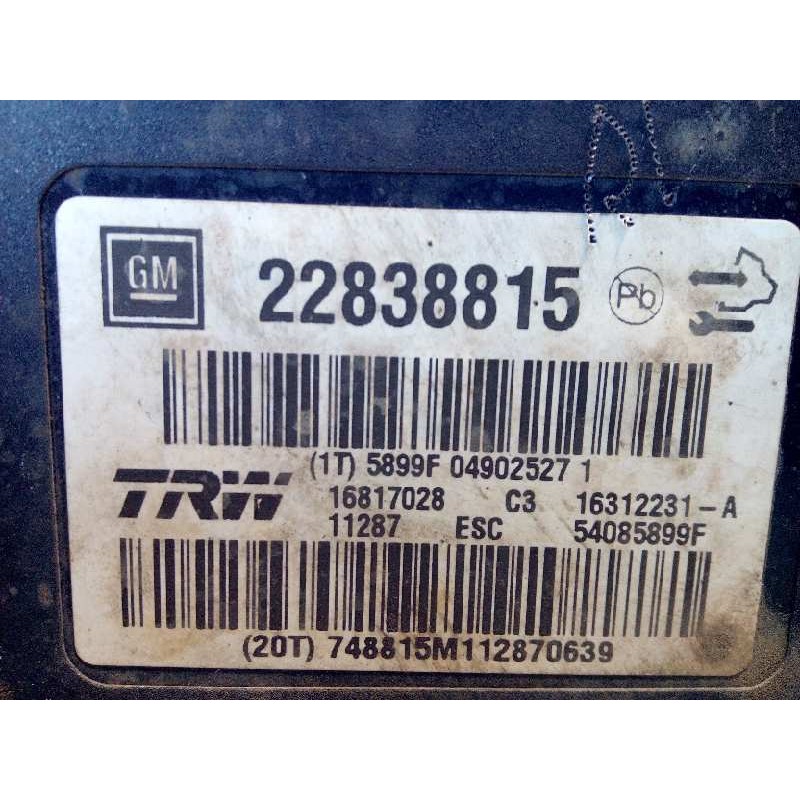 GM 22838815 Pb
(1T) 5899F 04902527 1
TRW 16817028 C3 16312231-A
11287 ESC 54085899F
(20T) 748815M112870639